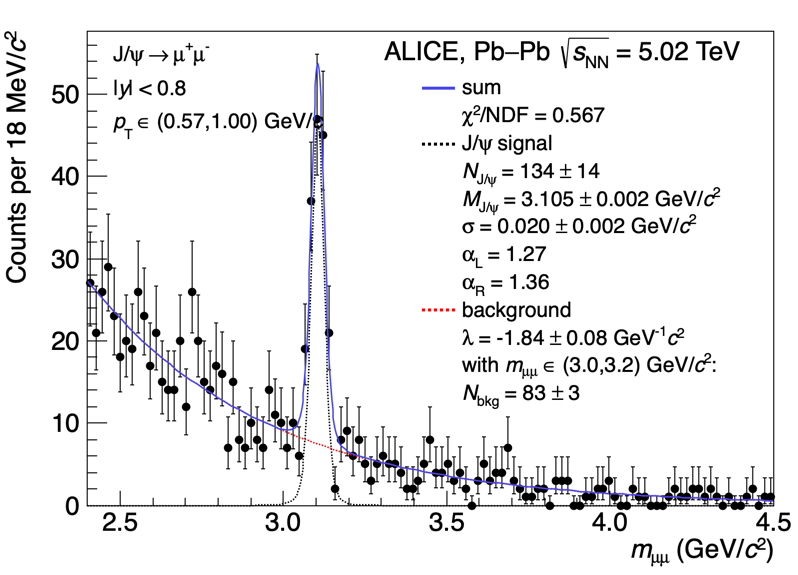 J/ψ → μ⁺μ⁻
|y| < 0.8
p_T ∈ (0.57,1.00) GeV/
ALICE, Pb–Pb √s_NN = 5.02 TeV
sum
χ²/NDF = 0.567
J/ψ signal
N_J/ψ = 134 ± 14
M_J/ψ = 3.105 ± 0.002 GeV/c²
σ = 0.020 ± 0.002 GeV/c²
α_L = 1.27
α_R = 1.36
background
λ = -1.84 ± 0.08 GeV⁻¹c²
with m_μμ ∈ (3.0,3.2) GeV/c²:
N_bkg = 83 ± 3
Counts per 18 MeV/c²
50
40
30
20
10
0
2.5 3.0 3.5 4.0 4.5
m_μμ (GeV/c²)